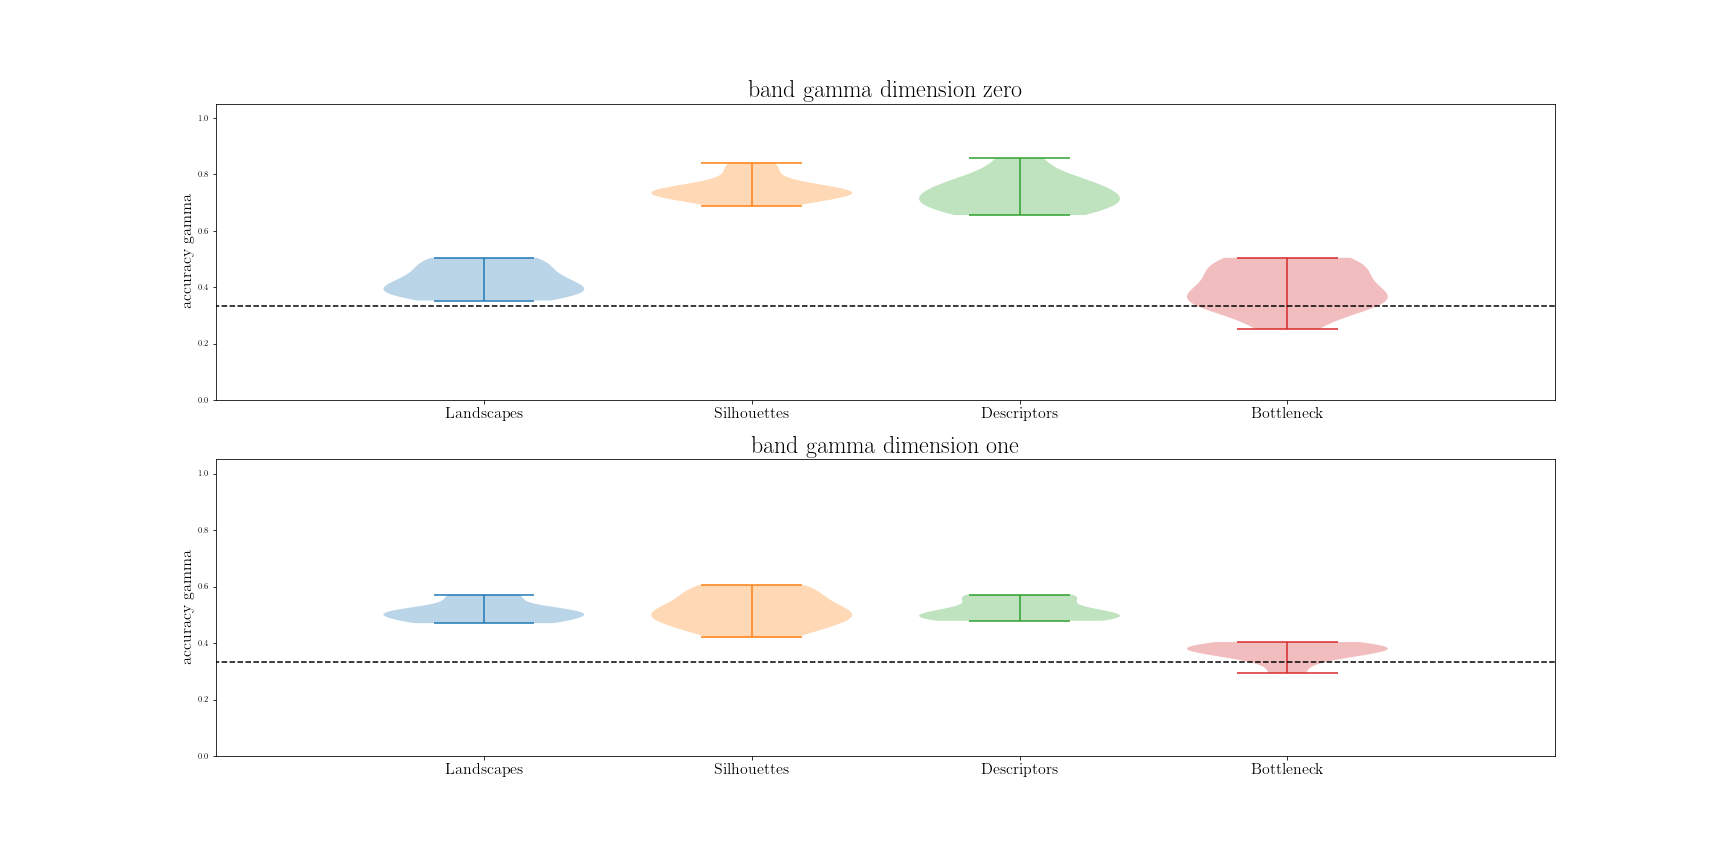 band gamma dimension zero
accuracy gamma
1.0
0.8
0.6
0.4
0.2
0.0
Landscapes Silhouettes Descriptors Bottleneck
band gamma dimension one
accuracy gamma
1.0
0.8
0.6
0.4
0.2
0.0
Landscapes Silhouettes Descriptors Bottleneck